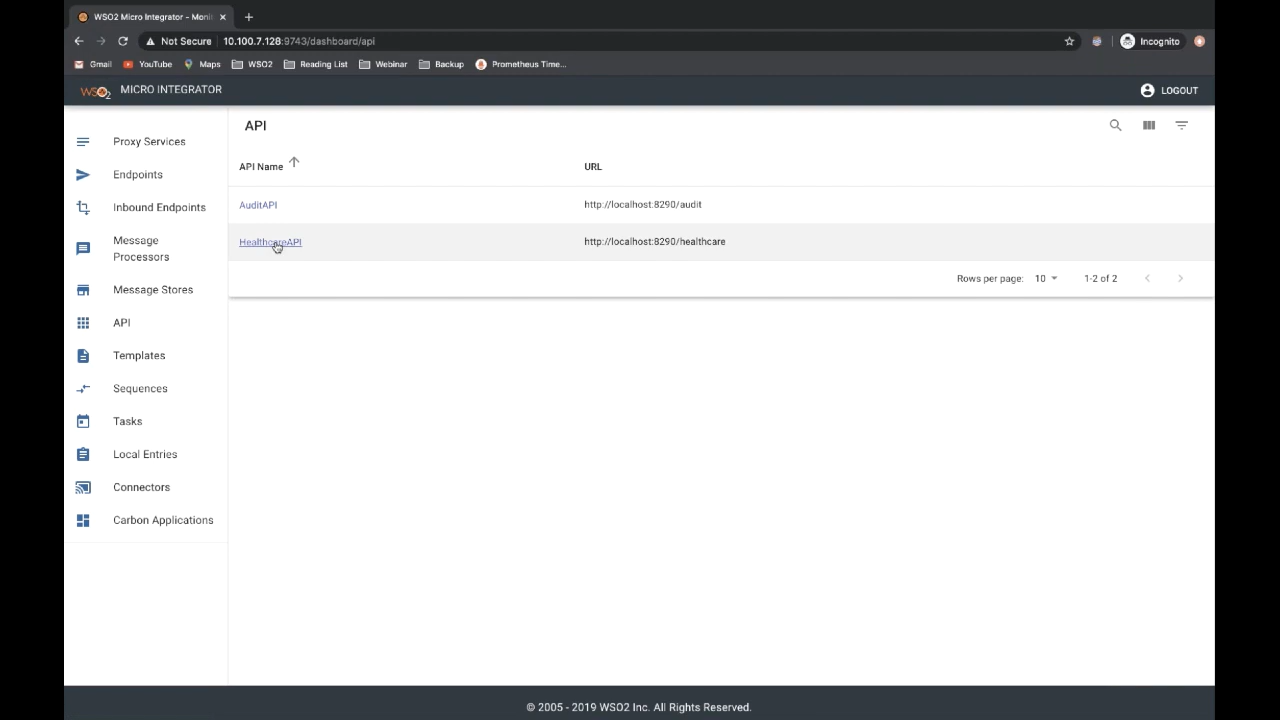 WSO2 Micro Integrator - Moni
Not Secure 10.100.7.128:9743/dashboard/api Incognito
Gmail YouTube Maps WSO2 Reading List Webinar Backup Prometheus Time...
WSO2 MICRO INTEGRATOR LOGOUT
Proxy Services
Endpoints
Inbound Endpoints
Message
Processors
Message Stores
API
Templates
Sequences
Tasks
Local Entries
Connectors
Carbon Applications
API
API Name URL
AuditAPI http://localhost:8290/audit
HealthcareAPI http://localhost:8290/healthcare
Rows per page: 10 1-2 of 2
© 2005 - 2019 WSO2 Inc. All Rights Reserved.